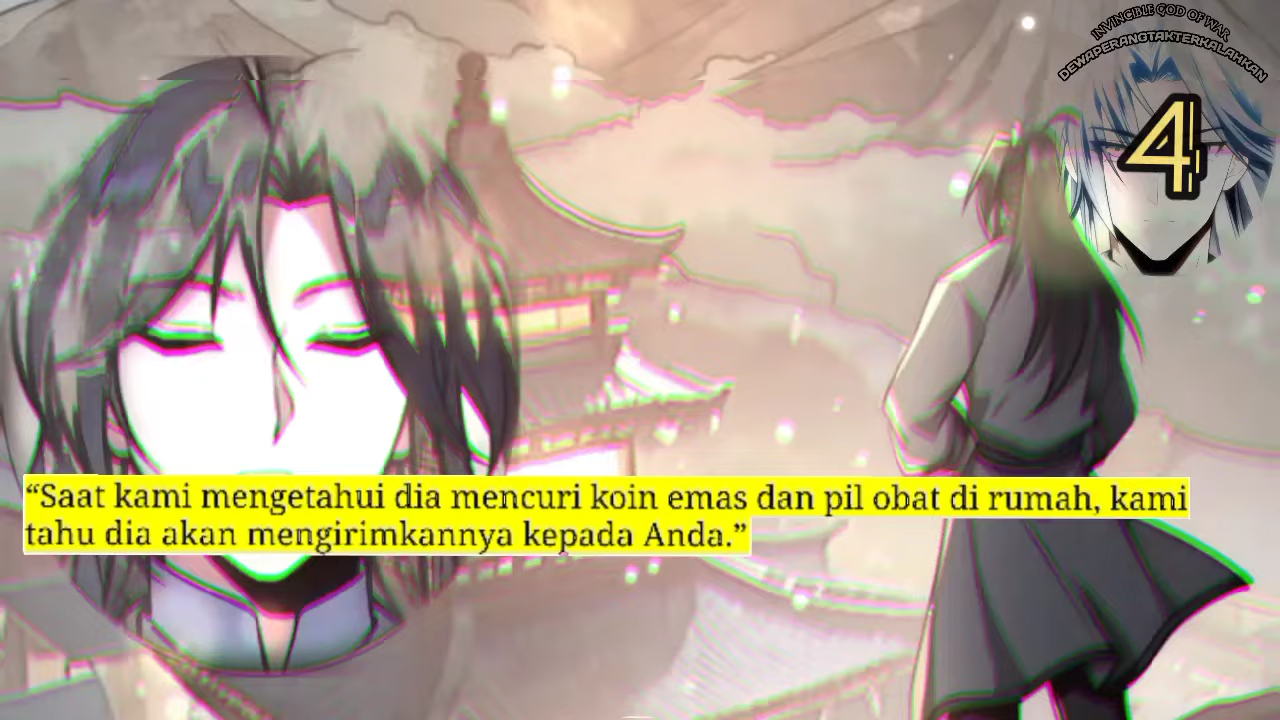 INVINCIBLE GOD OF WAR
DEWAPERANGTAKTERKALAHKAN
4
“Saat kami mengetahui dia mencuri koin emas dan pil obat di rumah, kami
tahu dia akan mengirimkannya kepada Anda.”